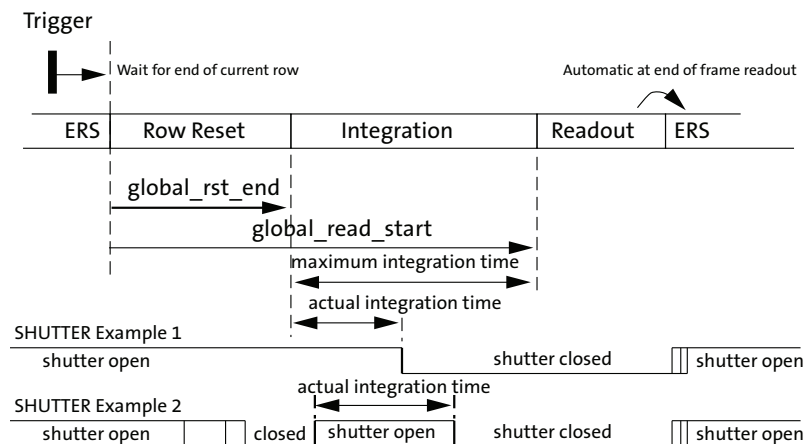 Trigger
Wait for end of current row
Automatic at end of frame readout
ERS Row Reset Integration Readout ERS
global_rst_end
global_read_start
maximum integration time
actual integration time
SHUTTER Example 1
shutter open shutter closed shutter open
actual integration time
SHUTTER Example 2
shutter open closed shutter open shutter closed shutter open